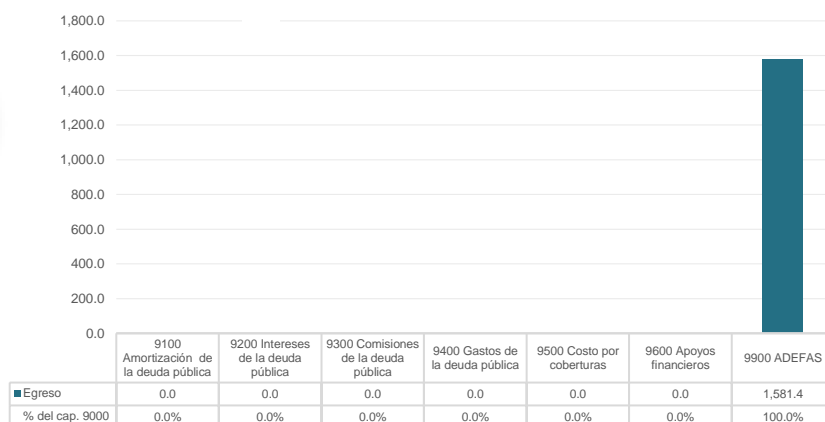 1,800.0
1,600.0
1,400.0
1,200.0
1,000.0
800.0
600.0
400.0
200.0
0.0
9100 Amortización de la deuda pública
9200 Intereses de la deuda pública
9300 Comisiones de la deuda pública
9400 Gastos de la deuda pública
9500 Costo por coberturas
9600 Apoyos financieros
9900 ADEFAS
Egreso 0.0 0.0 0.0 0.0 0.0 0.0 1,581.4
% del cap. 9000 0.0% 0.0% 0.0% 0.0% 0.0% 0.0% 100.0%